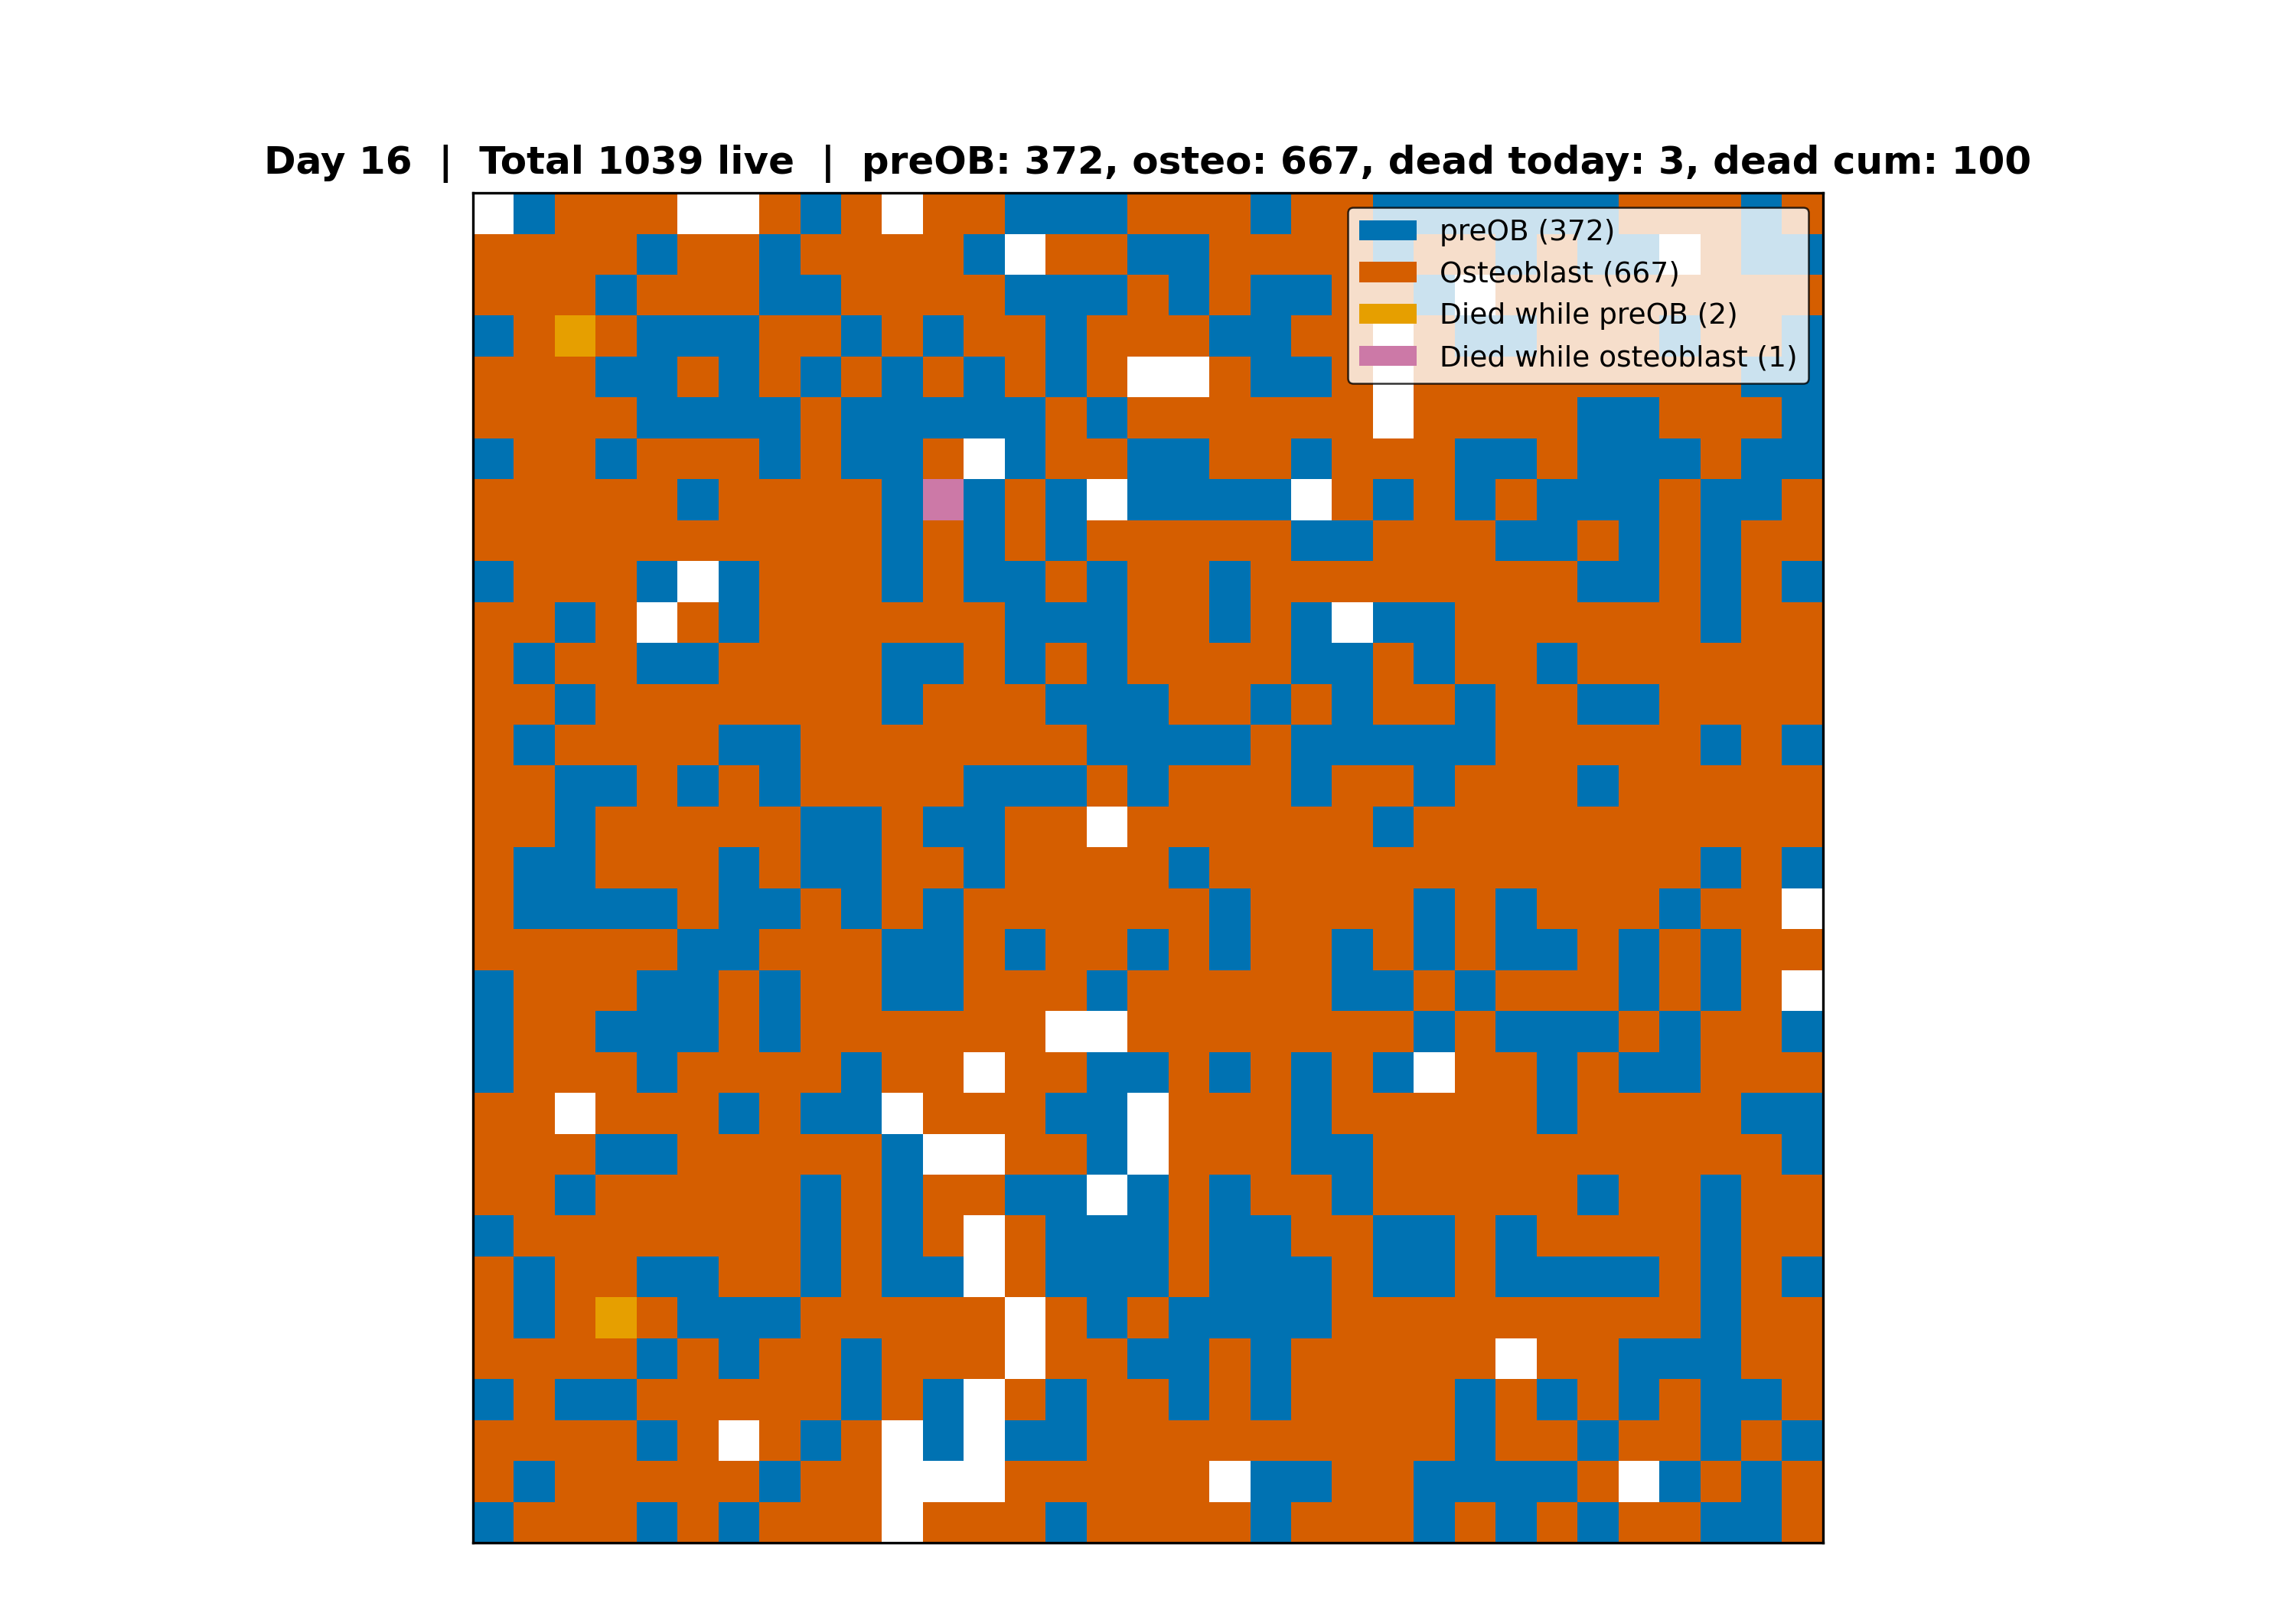 Day 16 | Total 1039 live | preOB: 372, osteo: 667, dead today: 3, dead cum: 100
preOB (372)
Osteoblast (667)
Died while preOB (2)
Died while osteoblast (1)